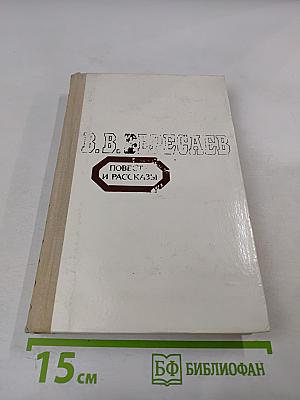 В.В. ВЕРЕСАЕВ
ПОВЕСТИ
И РАССКАЗЫ
15 см
БФ БИБЛИОФАН